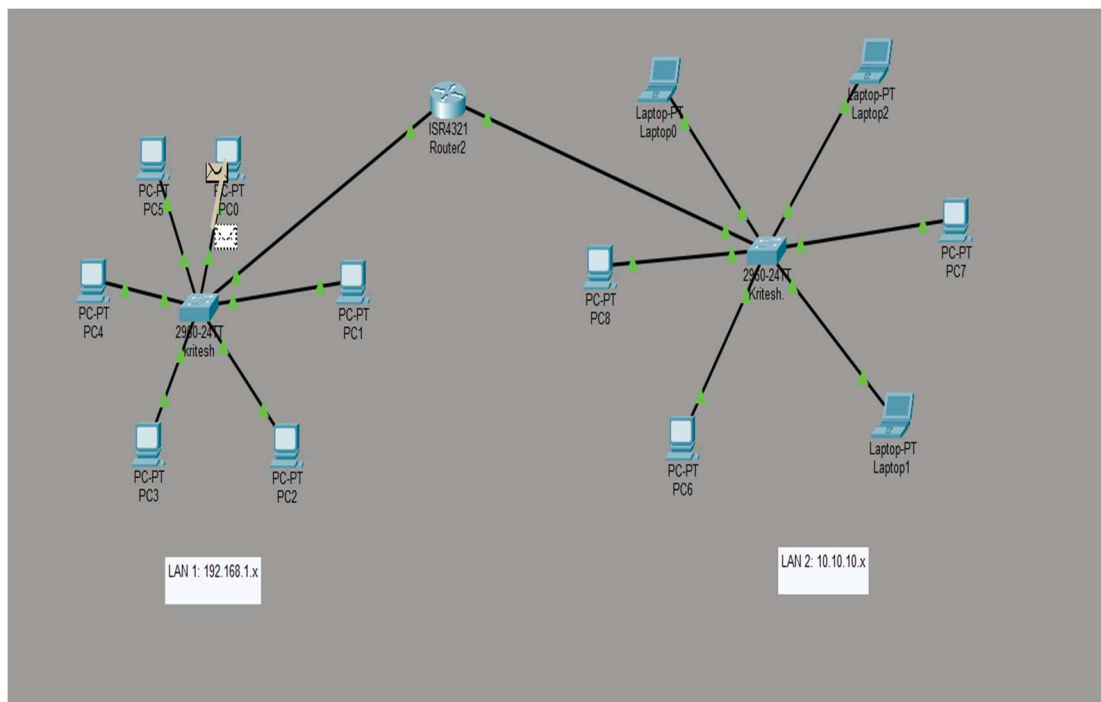 ISR4321
Router2
Laptop-PT
Laptop0
Laptop-PT
Laptop2
PC-PT
PC5
PC-PT
PC0
PC-PT
PC4
PC-PT
PC1
2960-24TT
kritesh
PC-PT
PC3
PC-PT
PC2
PC-PT
PC8
2960-24TT
Kritesh.
PC-PT
PC7
PC-PT
PC6
Laptop-PT
Laptop1
LAN 1: 192.168.1.x
LAN 2: 10.10.10.x